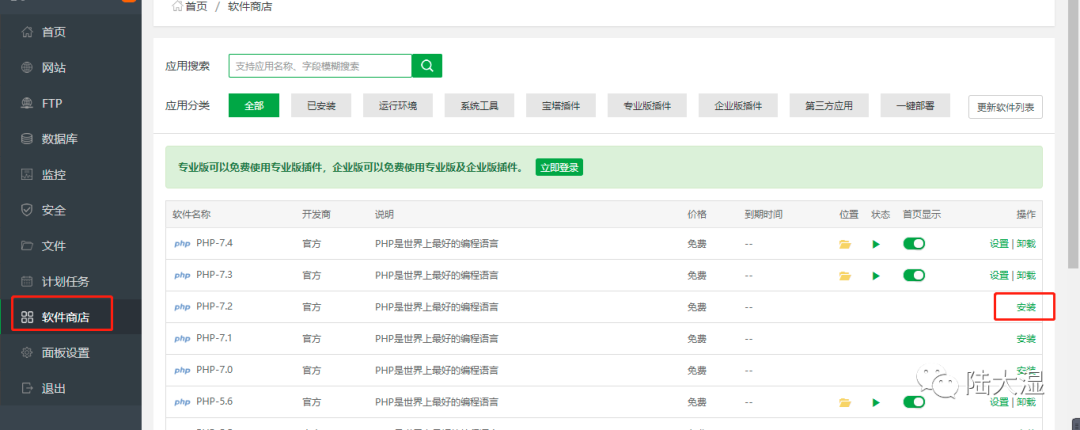 首页 / 软件商店
首页
网站
FTP
数据库
监控
安全
文件
计划任务
软件商店
面板设置
退出
应用搜索 支持应用名称、字段模糊搜索
应用分类 全部 已安装 运行环境 系统工具 宝塔插件 专业版插件 企业版插件 第三方应用 一键部署 更新软件列表
专业版可以免费使用专业版插件，企业版可以免费使用专业版及企业版插件。 立即登录
软件名称 开发商 说明 价格 到期时间 位置 状态 首页显示 操作
php PHP-7.4 官方 PHP是世界上最好的编程语言 免费 -- 设置 | 卸载
php PHP-7.3 官方 PHP是世界上最好的编程语言 免费 -- 设置 | 卸载
php PHP-7.2 官方 PHP是世界上最好的编程语言 免费 -- 安装
php PHP-7.1 官方 PHP是世界上最好的编程语言 免费 -- 安装
php PHP-7.0 官方 PHP是世界上最好的编程语言 免费 -- 安装
php PHP-5.6 官方 PHP是世界上最好的编程语言 免费 -- 设置 | 卸载
陆大湿